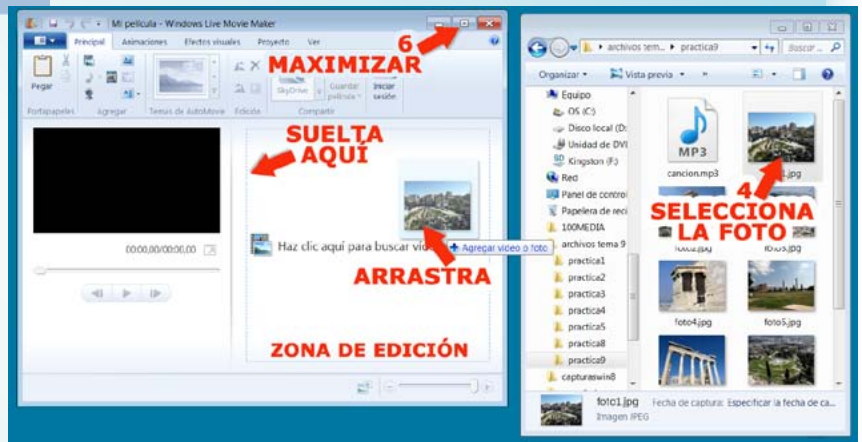 Mi película - Windows Live Movie Maker
Principal Animaciones Efectos visuales Proyecto Ver
6
MAXIMIZAR
Pegar
SkyDrive
Guardar película
Iniciar sesión
Portapapeles Agregar Temas de AutoMovie Edición Compartir
SUELTA
AQUÍ
00:00,00/00:00,00
Haz clic aquí para buscar
Agregar vídeo o foto
ARRASTRA
ZONA DE EDICIÓN
archivos tem... practica9
Buscar...
Organizar Vista previa »
Equipo
OS (C:)
Disco local (D:
Unidad de DVI
Kingston (F:)
Red
Panel de control
Papelera de reci
100MEDIA
archivos tema 9
practica1
practica2
practica3
practica4
practica5
practica8
practica9
capturaswin8
MP3
cancion.mp3
1.jpg
4
SELECCIONA
LA FOTO
foto2.jpg
foto3.jpg
foto4.jpg
foto5.jpg
foto1.jpg Fecha de captura: Especificar la fecha de ca...
Imagen JPEG